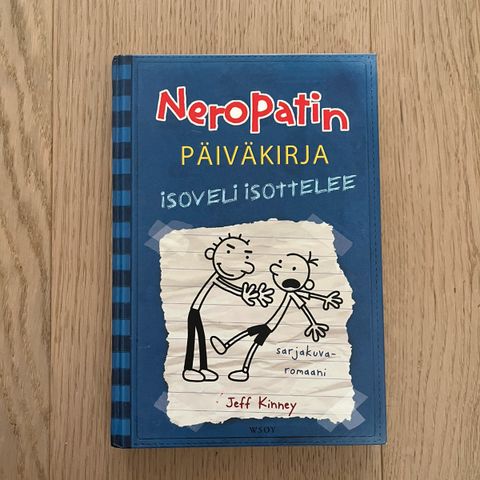 Neropatin
PÄIVÄKIRJA
iSOVELi iSOTTELEE
sarjakuva-
romaani
Jeff Kinney
WSOY